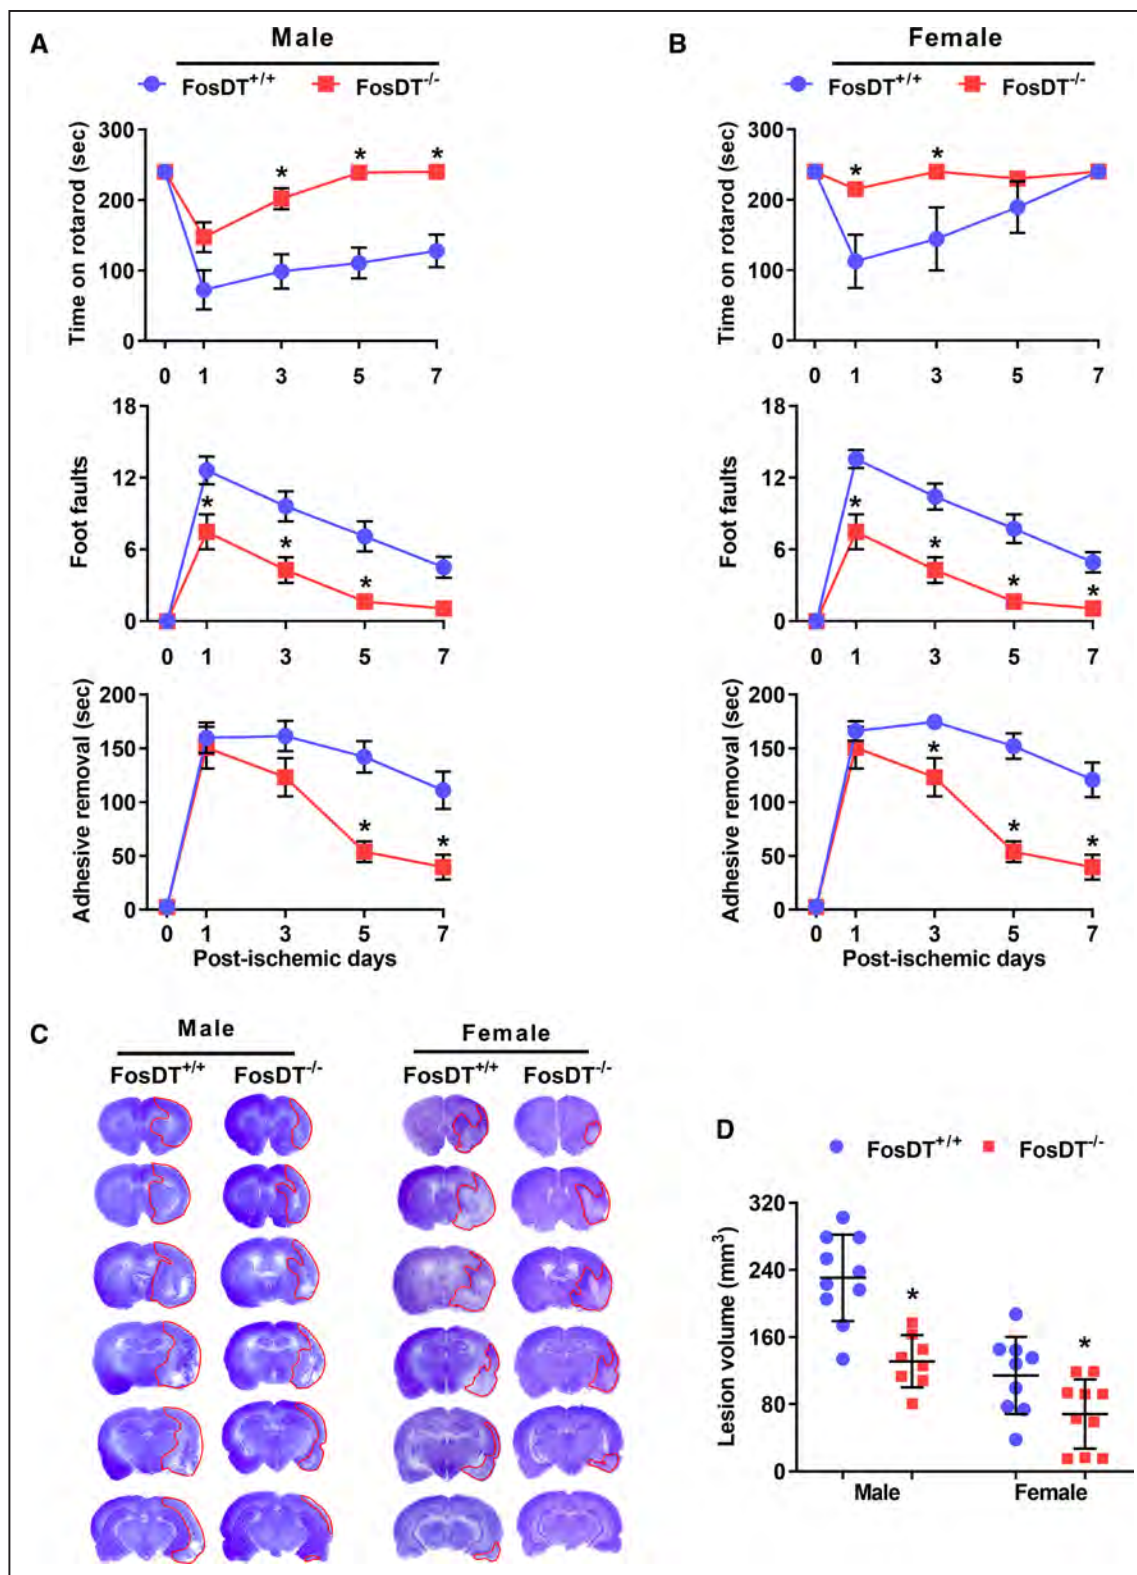 A
Male
FosDT+/+ FosDT-/-
Time on rotarod (sec)
300
200
100
0
0 1 3 5 7
* * *
Foot faults
18
12
6
0
0 1 3 5 7
* * *
Adhesive removal (sec)
200
150
100
50
0
0 1 3 5 7
* *
Post-ischemic days
B
Female
FosDT+/+ FosDT-/-
Time on rotarod (sec)
300
200
100
0
0 1 3 5 7
* *
Foot faults
18
12
6
0
0 1 3 5 7
* * * *
Adhesive removal (sec)
200
150
100
50
0
0 1 3 5 7
* * *
Post-ischemic days
C
Male Female
FosDT+/+ FosDT-/- FosDT+/+ FosDT-/-
D
FosDT+/+ FosDT-/-
Lesion volume (mm3)
320
240
160
80
0
* *
Male Female